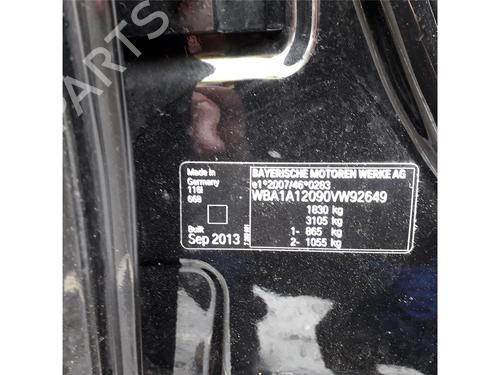 B-PARTS
Made in
Germany
116i
668
Built
Sep 2013
BAYERISCHE MOTOREN WERKE AG
e1*2007/46*0283
WBA1A12090VW92649
1830 kg
3105 kg
1- 865 kg
2- 1055 kg